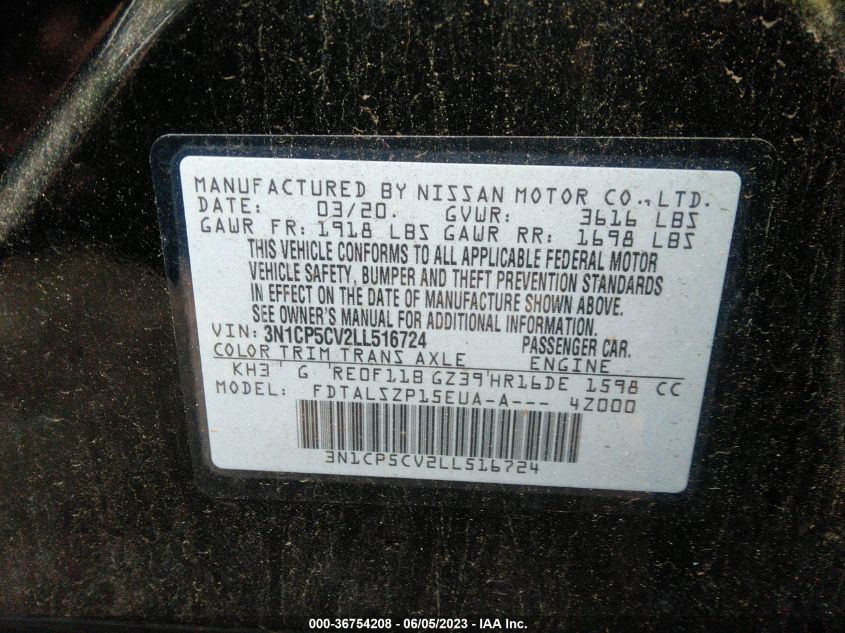 MANUFACTURED BY NISSAN MOTOR CO.,LTD.
DATE: 03/20 GVWR: 3616 LBS
GAWR FR: 1918 LBS GAWR RR: 1698 LBS
THIS VEHICLE CONFORMS TO ALL APPLICABLE FEDERAL MOTOR
VEHICLE SAFETY, BUMPER AND THEFT PREVENTION STANDARDS
IN EFFECT ON THE DATE OF MANUFACTURE SHOWN ABOVE.
SEE OWNER'S MANUAL FOR ADDITIONAL INFORMATION.
VIN: 3N1CP5CV2LL516724 PASSENGER CAR.
COLOR TRIM TRANS AXLE ENGINE
KH3 G RE0F11B GZ39 HR16DE 1598 CC
MODEL: FDTALSZP15EUA-A--- 4Z000
3N1CP5CV2LL516724
000-36754208 - 06/05/2023 - IAA Inc.